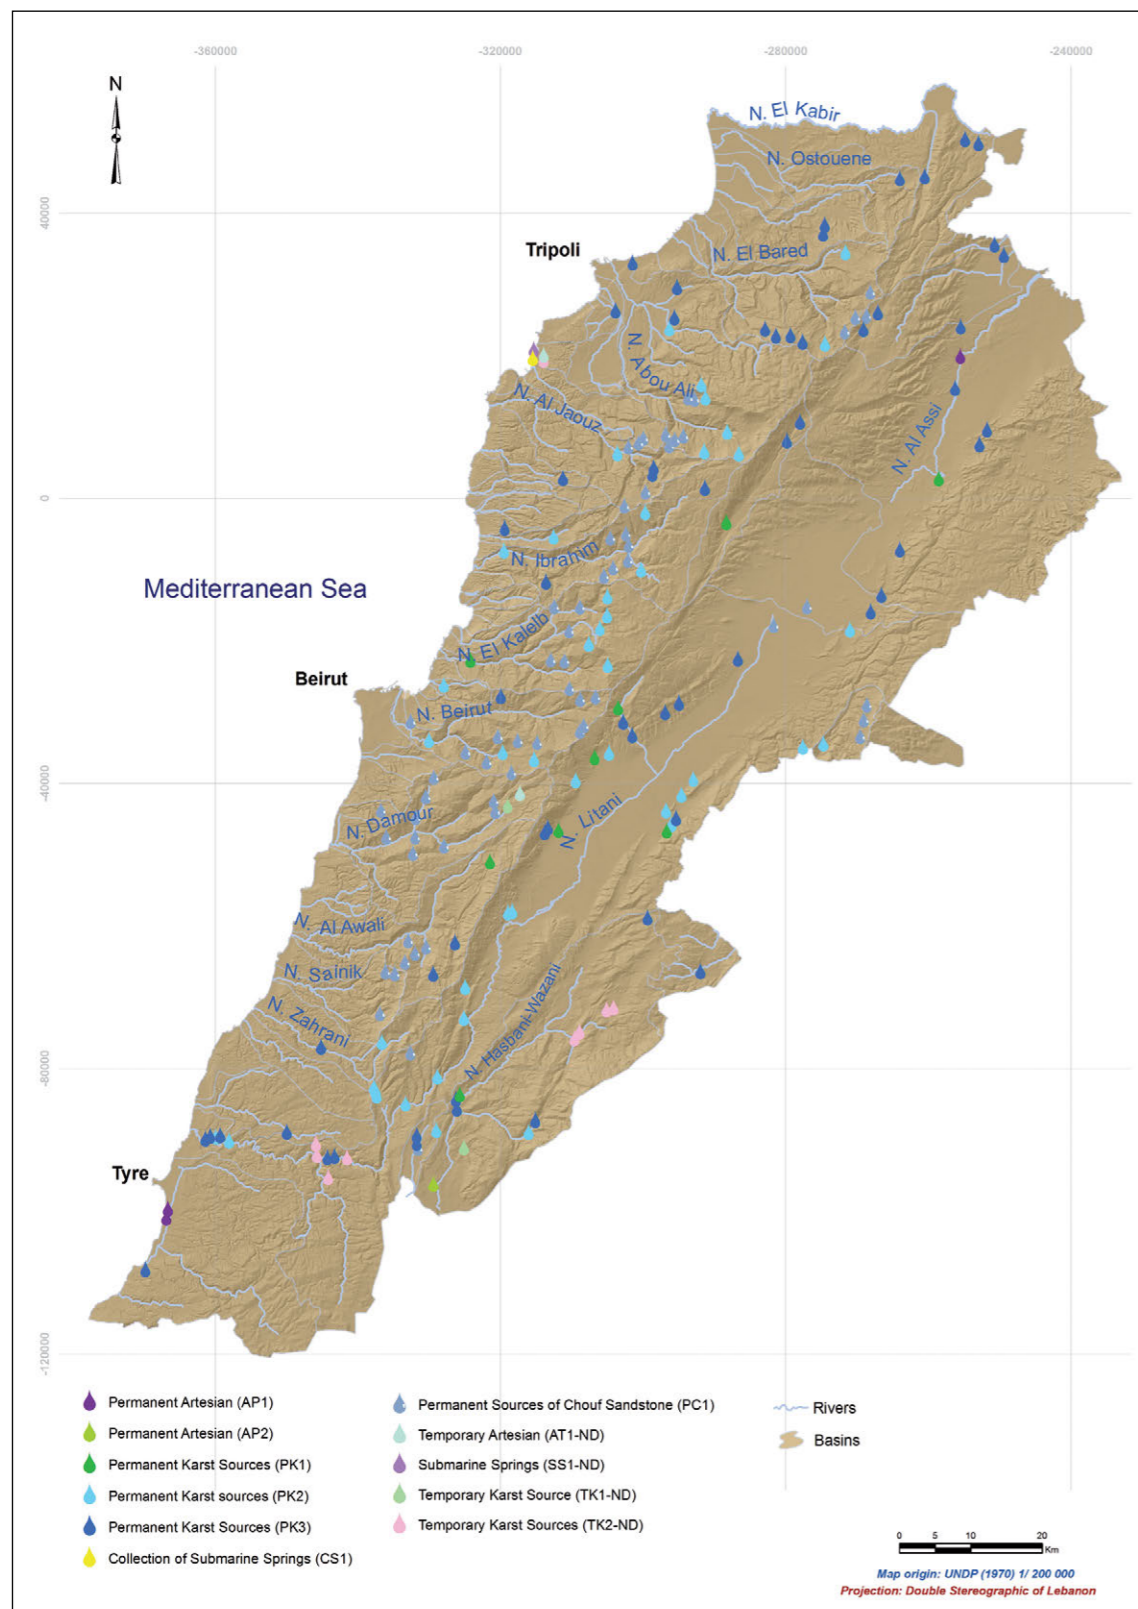 -360000
-320000
-280000
-240000
N
N. El Kabir
N. Ostouene
40000
Tripoli
N. El Bared
N. Abou Ali
N. Al Jaouz
N. Al Assi
0
N. Ibrahim
Mediterranean Sea
N. El Kalelb
Beirut
N. Beirut
-40000
N. Damour
N. Litani
N. Al Awali
N. Sainik
N. Zahrani
N. Hasbani-Wazani
-80000
Tyre
-120000
Permanent Artesian (AP1)
Permanent Artesian (AP2)
Permanent Karst Sources (PK1)
Permanent Karst sources (PK2)
Permanent Karst Sources (PK3)
Collection of Submarine Springs (CS1)
Permanent Sources of Chouf Sandstone (PC1)
Temporary Artesian (AT1-ND)
Submarine Springs (SS1-ND)
Temporary Karst Source (TK1-ND)
Temporary Karst Sources (TK2-ND)
Rivers
Basins
0 5 10 20
Km
Map origin: UNDP (1970) 1/ 200 000
Projection: Double Stereographic of Lebanon